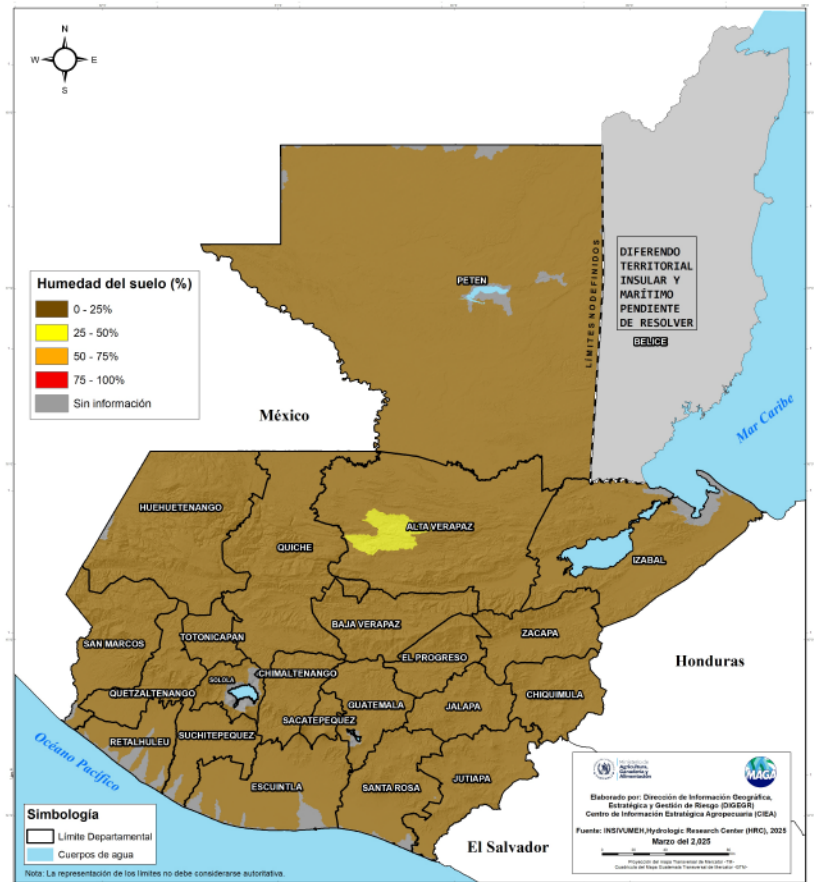 N
W
E
S
DIFERENDO
TERRITORIAL
INSULAR Y
MARÍTIMO
PENDIENTE
DE RESOLVER
BELICE
LÍMITES NO DEFINIDOS
PETEN
Humedad del suelo (%)
0 - 25%
25 - 50%
50 - 75%
75 - 100%
Sin información
México
Mar Caribe
HUEHUETENANGO
QUICHE
ALTA VERAPAZ
IZABAL
SAN MARCOS
TOTONICAPAN
BAJA VERAPAZ
EL PROGRESO
ZACAPA
Honduras
SOLOLA
CHIMALTENANGO
QUETZALTENANGO
SACATEPEQUEZ
GUATEMALA
JALAPA
CHIQUIMULA
RETALHULEU
SUCHITEPEQUEZ
Océano Pacífico
ESCUINTLA
SANTA ROSA
JUTIAPA
El Salvador
Simbología
Límite Departamental
Cuerpos de agua
Nota: La representación de los límites no debe considerarse autoritativa.
Agricultura,
Ganadería y
Alimentación
MAGA
Elaborado por: Dirección de Información Geográfica,
Estratégica y Gestión de Riesgo (DIGEGR)
Centro de Información Estratégica Agropecuaria (CIEA)
Fuente: INSIVUMEH,Hydrologic Research Center (HRC), 2025
Marzo del 2,025